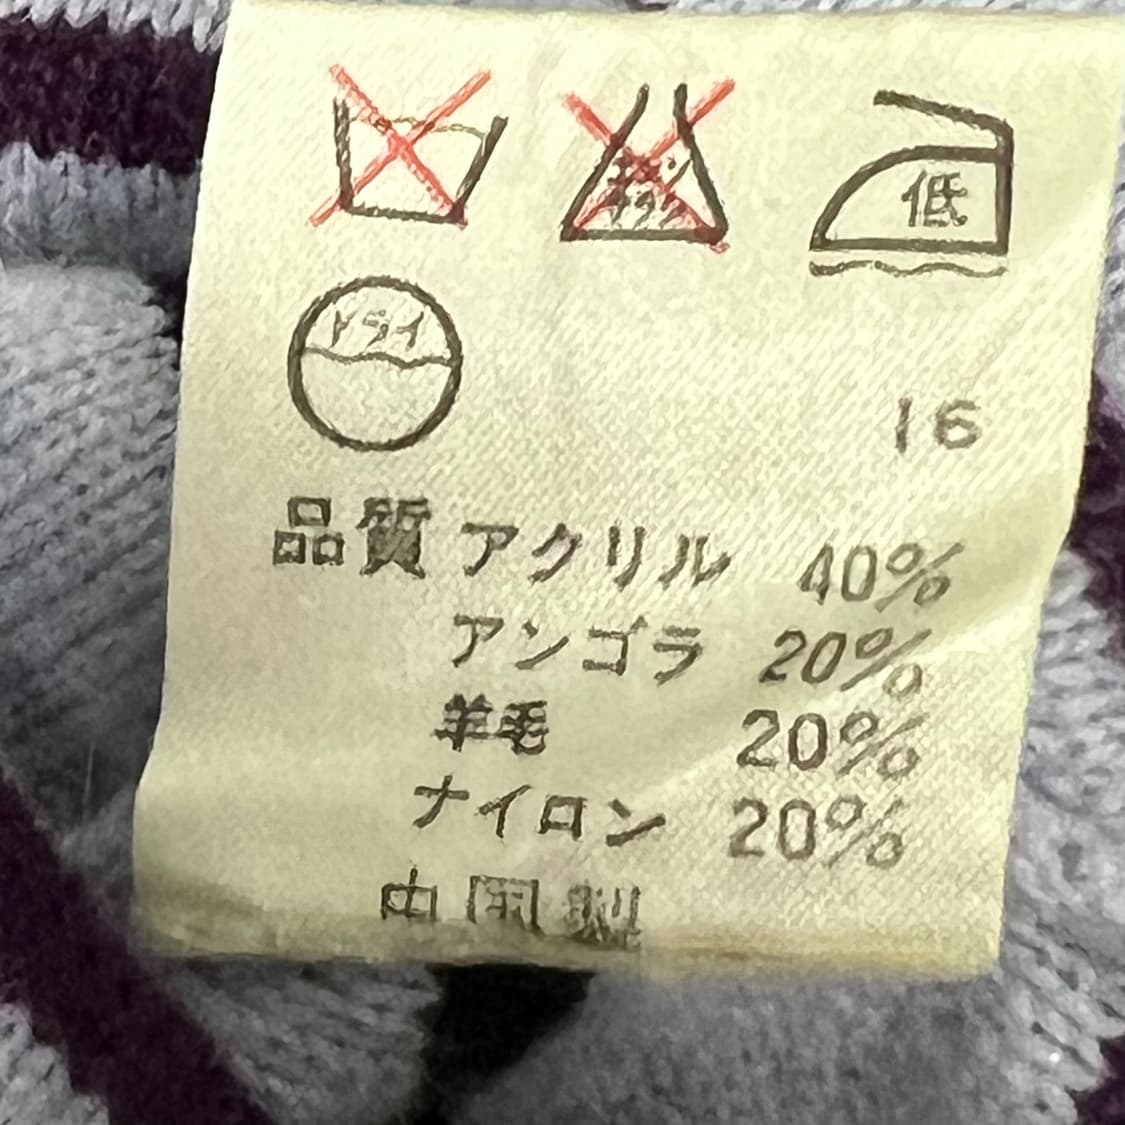 低
ドライ
16
品質 アクリル 40%
アンゴラ 20%
羊毛 20%
ナイロン 20%
中国製